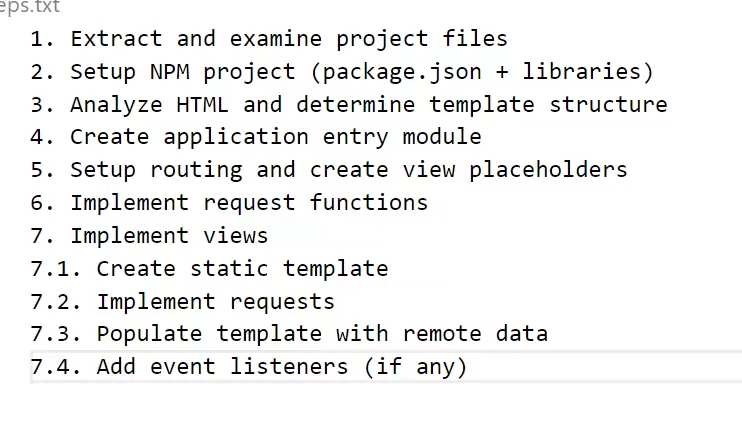 eps.txt
1. Extract and examine project files
2. Setup NPM project (package.json + libraries)
3. Analyze HTML and determine template structure
4. Create application entry module
5. Setup routing and create view placeholders
6. Implement request functions
7. Implement views
7.1. Create static template
7.2. Implement requests
7.3. Populate template with remote data
7.4. Add event listeners (if any)